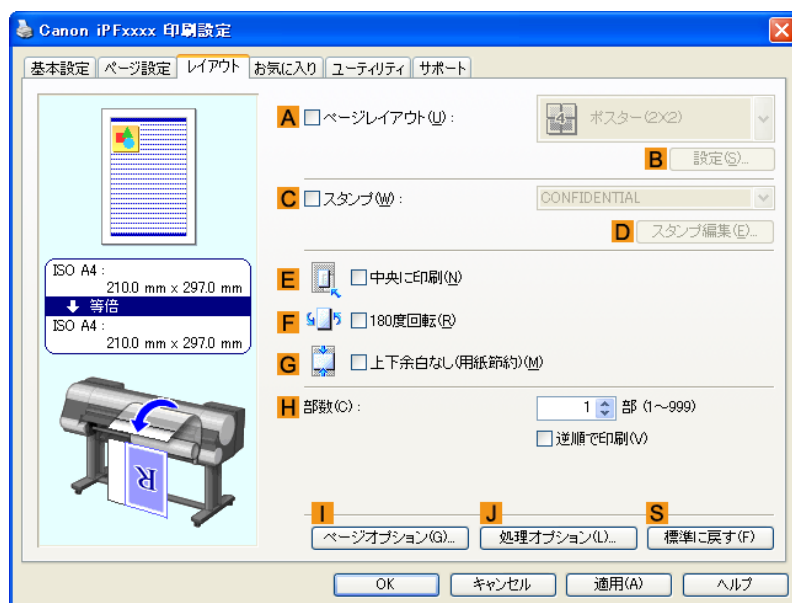 Canon iPFxxxx 印刷設定
基本設定 ページ設定 レイアウト お気に入り ユーティリティ サポート
A ページレイアウト(U) : 4 ポスター(2X2)
B 設定(S)...
C スタンプ(W) : CONFIDENTIAL
D スタンプ編集(E)...
ISO A4 :
210.0 mm x 297.0 mm
等倍
ISO A4 :
210.0 mm x 297.0 mm
E 中央に印刷(N)
F 180度回転(R)
G 上下余白なし(用紙節約)(M)
H 部数(C) : 1 部 (1～999)
逆順で印刷(V)
R
I ページオプション(G)...
J 処理オプション(L)...
S 標準に戻す(F)
OK キャンセル 適用(A) ヘルプ